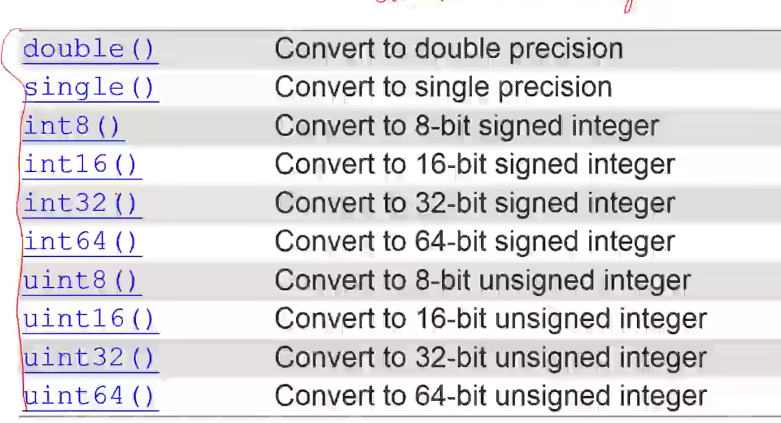 double() Convert to double precision
single() Convert to single precision
int8() Convert to 8-bit signed integer
int16() Convert to 16-bit signed integer
int32() Convert to 32-bit signed integer
int64() Convert to 64-bit signed integer
uint8() Convert to 8-bit unsigned integer
uint16() Convert to 16-bit unsigned integer
uint32() Convert to 32-bit unsigned integer
uint64() Convert to 64-bit unsigned integer